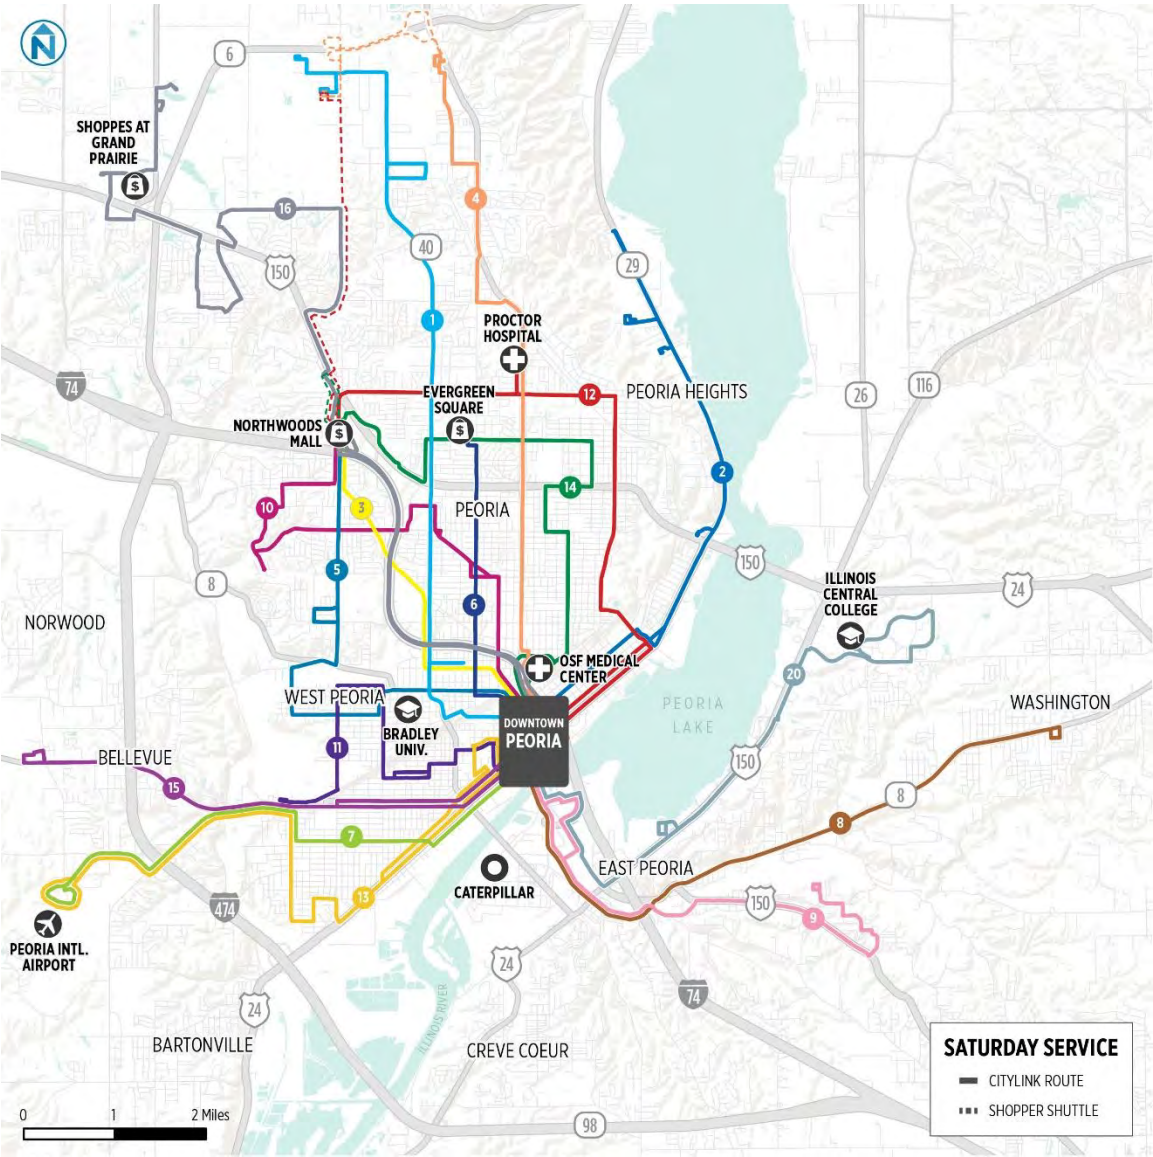 N
6
SHOPPES AT
GRAND
PRAIRIE
$
16
4
40
29
150
1
PROCTOR
HOSPITAL
74
26
116
12
PEORIA HEIGHTS
EVERGREEN
SQUARE
$
NORTHWOODS
MALL
$
2
14
10
3
PEORIA
5
150
8
6
24
ILLINOIS
CENTRAL
COLLEGE
NORWOOD
OSF MEDICAL
CENTER
20
WEST PEORIA
BRADLEY
UNIV.
DOWNTOWN
PEORIA
PEORIA
LAKE
WASHINGTON
11
BELLEVUE
15
150
8
8
7
EAST PEORIA
CATERPILLAR
13
150
9
474
PEORIA INTL.
AIRPORT
24
74
24
ILLINOIS RIVER
BARTONVILLE
CREVE COEUR
SATURDAY SERVICE
CITYLINK ROUTE
SHOPPER SHUTTLE
0 1 2 Miles
98